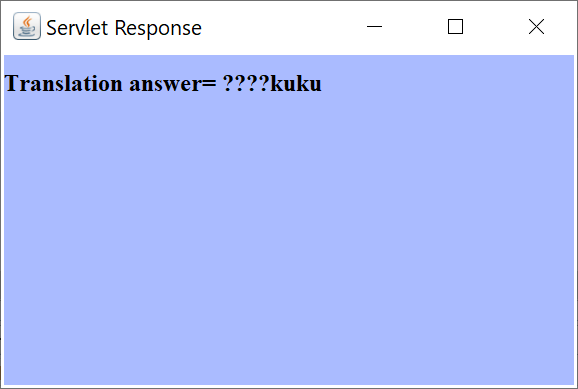 Servlet Response
Translation answer= ????kuku